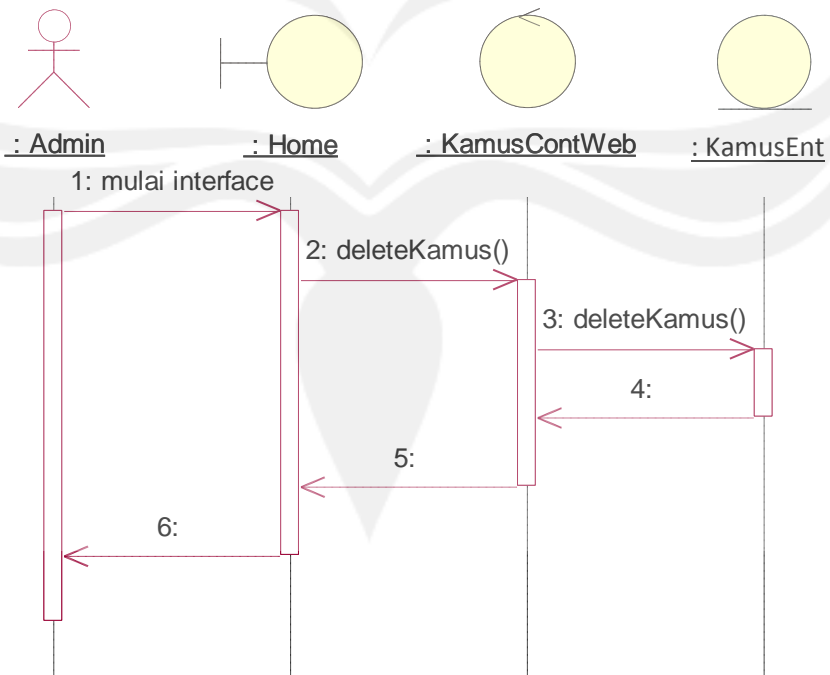 : Admin
: Home
: KamusContWeb
: KamusEnt
1: mulai interface
2: deleteKamus()
3: deleteKamus()
4:
5:
6: